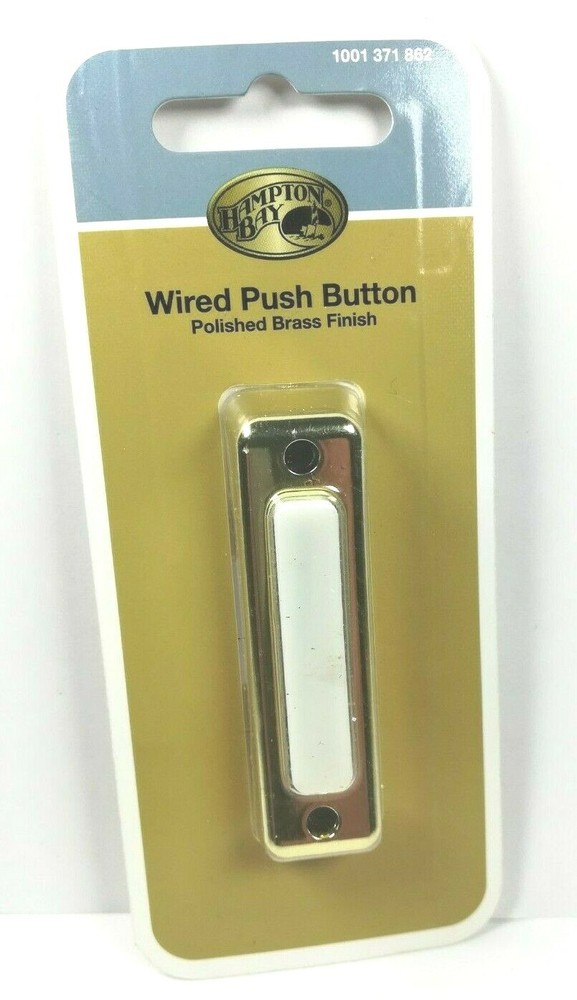 1001 371 862
HAMPTON
BAY®
Wired Push Button
Polished Brass Finish